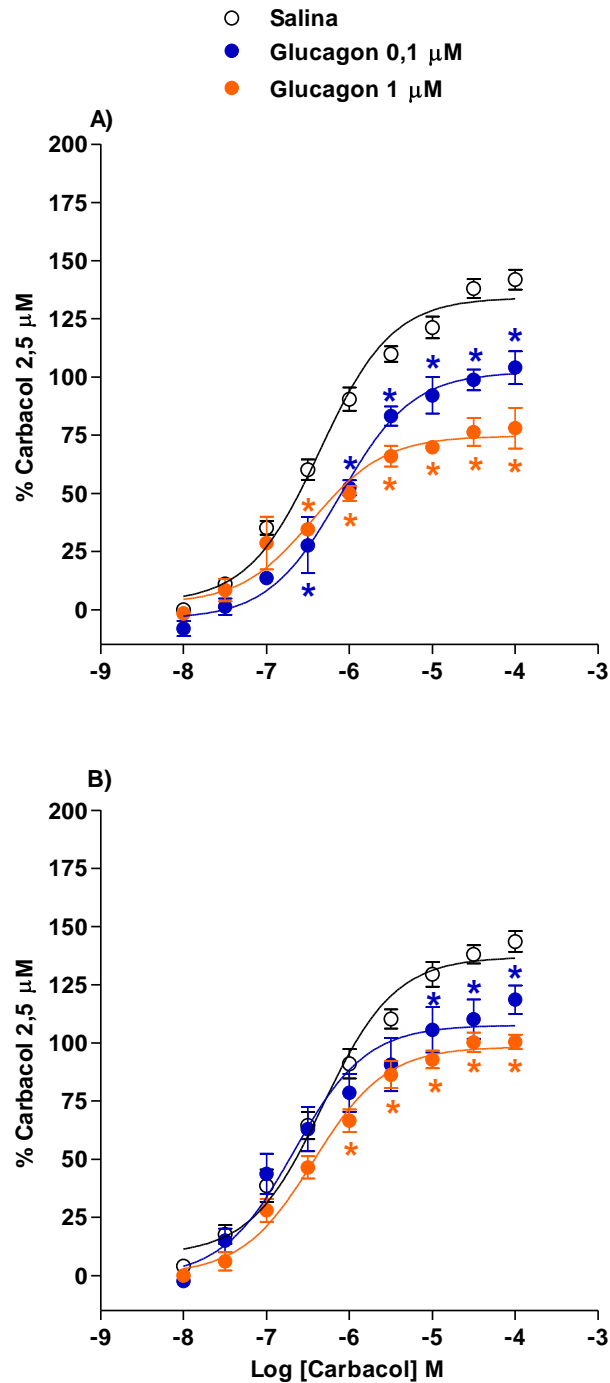 Salina
Glucagon 0,1 μM
Glucagon 1 μM
A)
200
175
150
125
100
75
50
25
0
% Carbacol 2,5 μM
* * * *
* *
* *
* * * * *
-9 -8 -7 -6 -5 -4 -3
B)
200
175
150
125
100
75
50
25
0
% Carbacol 2,5 μM
* * *
* * * * *
-9 -8 -7 -6 -5 -4 -3
Log [Carbacol] M